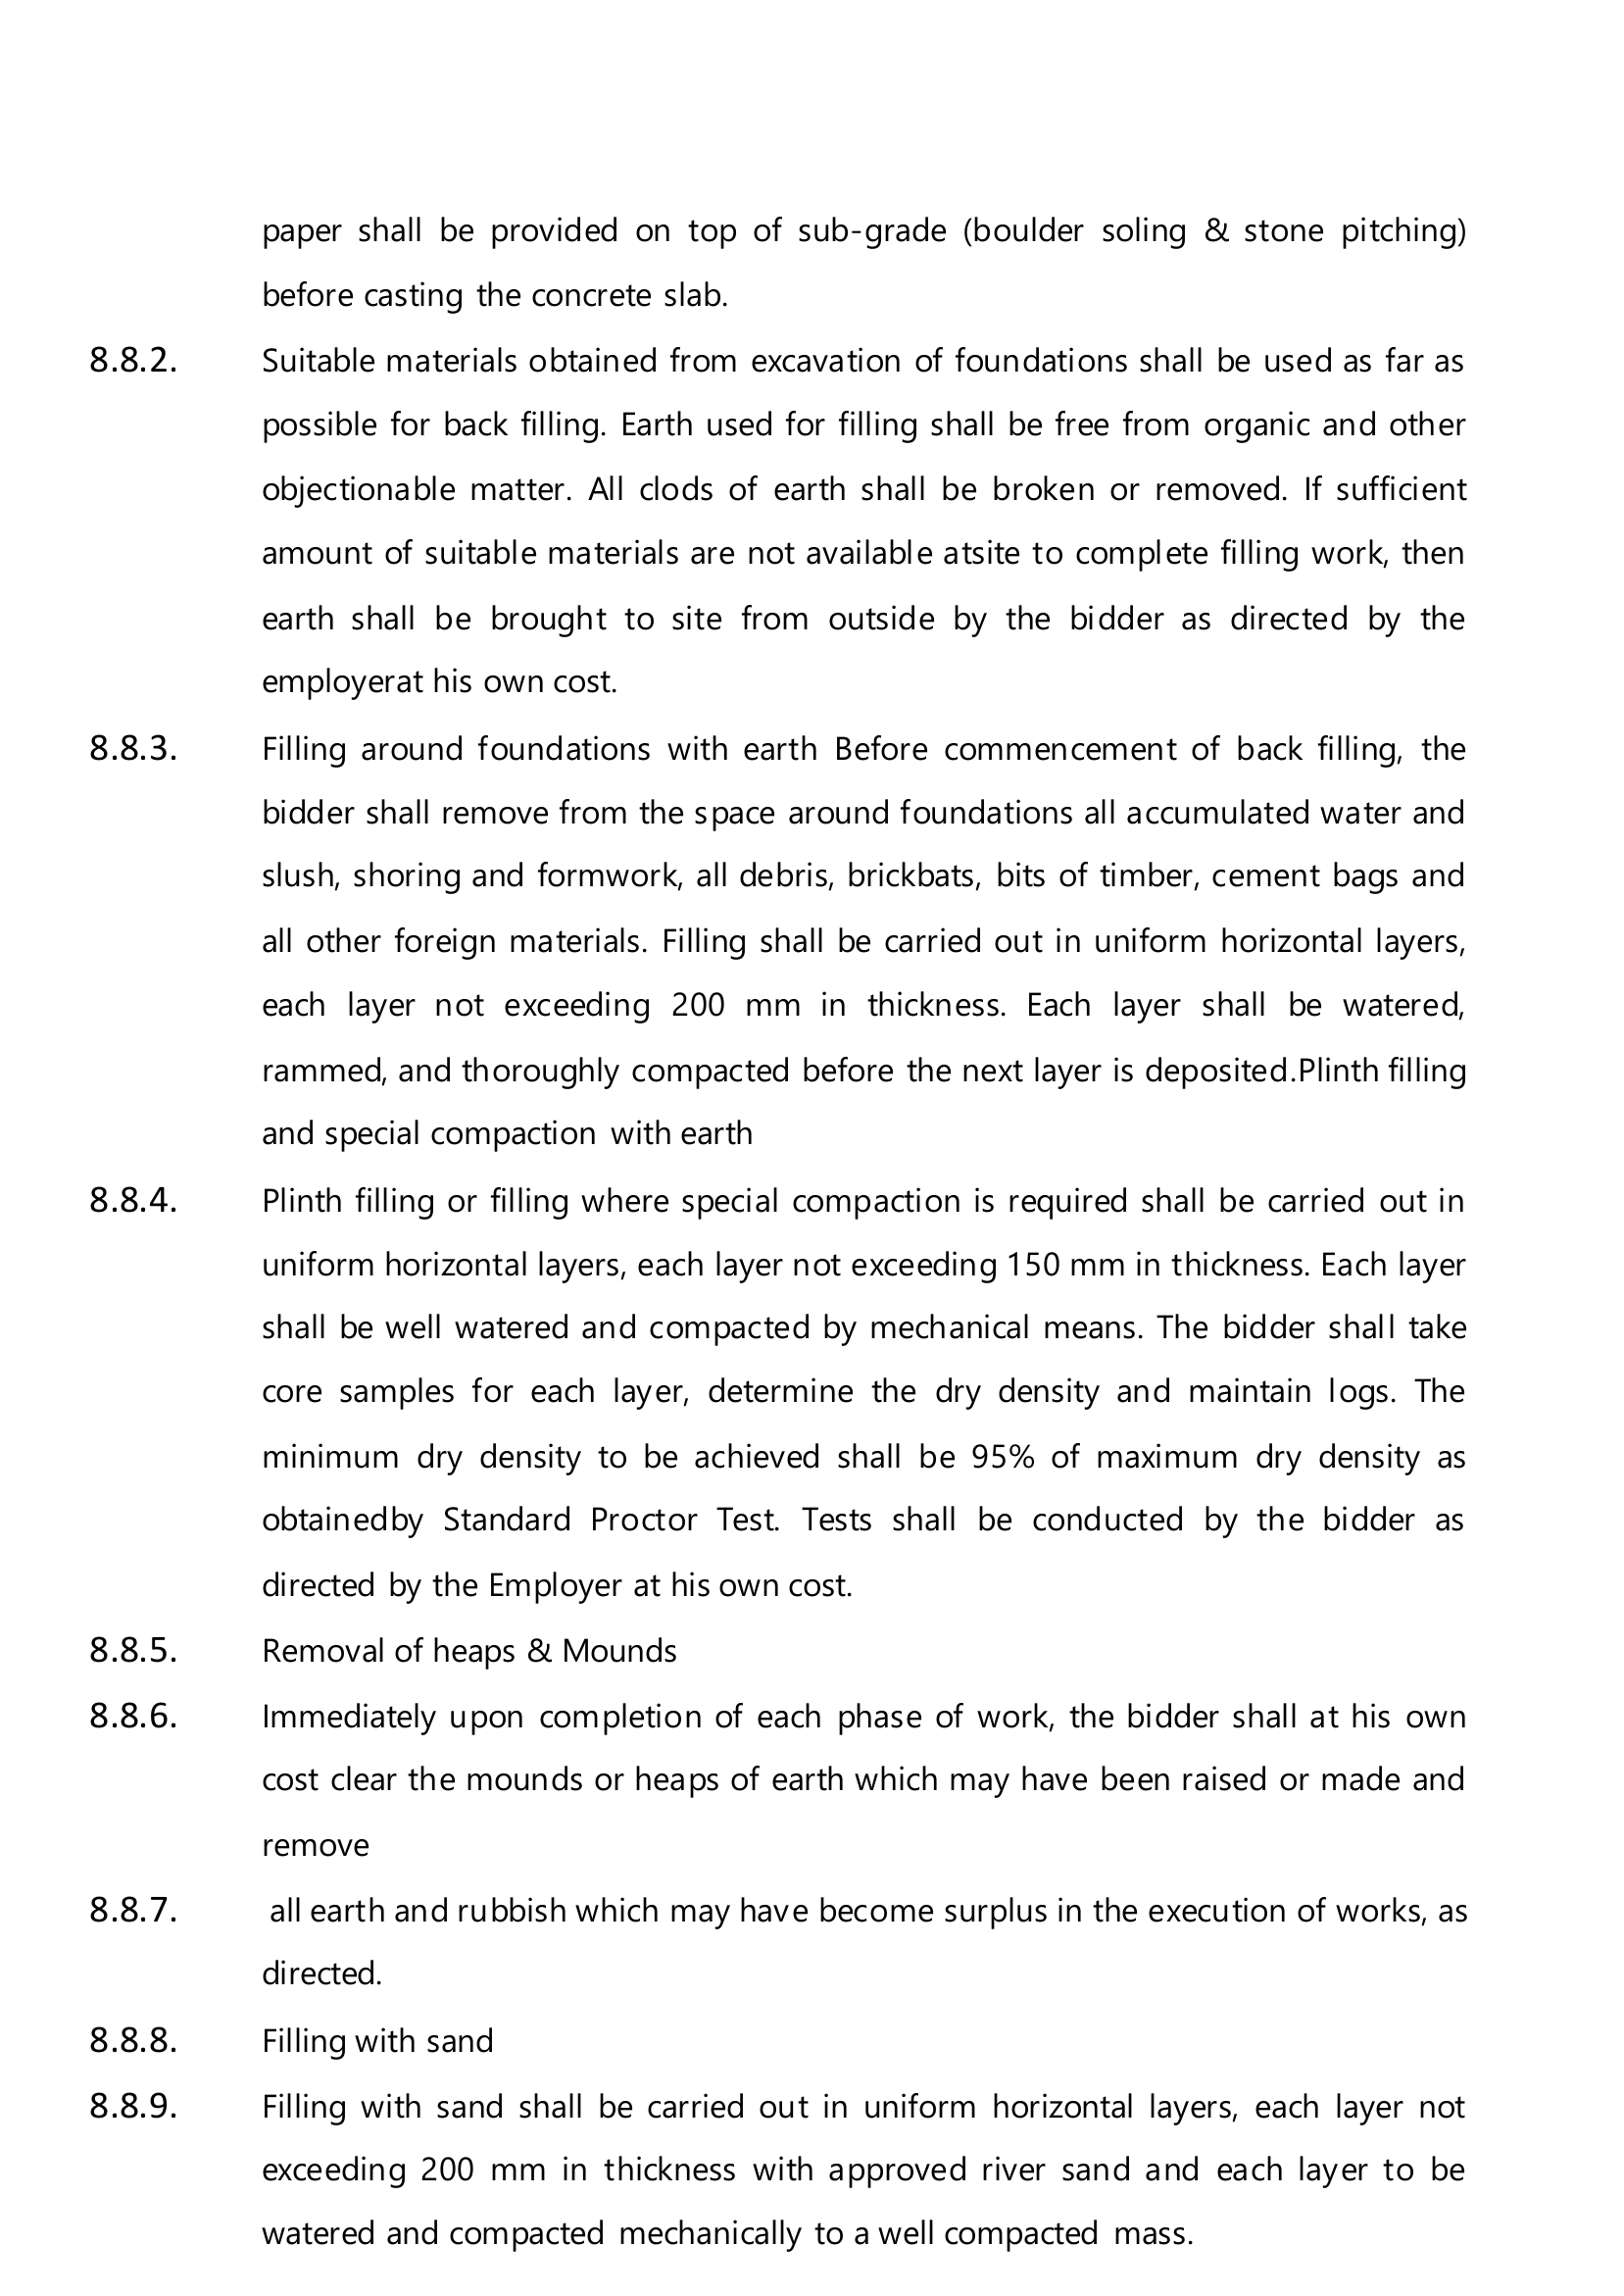 paper shall be provided on top of sub-grade (boulder soling & stone pitching)
before casting the concrete slab.
8.8.2. Suitable materials obtained from excavation of foundations shall be used as far as
possible for back filling. Earth used for filling shall be free from organic and other
objectionable matter. All clods of earth shall be broken or removed. If sufficient
amount of suitable materials are not available atsite to complete filling work, then
earth shall be brought to site from outside by the bidder as directed by the
employerat his own cost.
8.8.3. Filling around foundations with earth Before commencement of back filling, the
bidder shall remove from the space around foundations all accumulated water and
slush, shoring and formwork, all debris, brickbats, bits of timber, cement bags and
all other foreign materials. Filling shall be carried out in uniform horizontal layers,
each layer not exceeding 200 mm in thickness. Each layer shall be watered,
rammed, and thoroughly compacted before the next layer is deposited.Plinth filling
and special compaction with earth
8.8.4. Plinth filling or filling where special compaction is required shall be carried out in
uniform horizontal layers, each layer not exceeding 150 mm in thickness. Each layer
shall be well watered and compacted by mechanical means. The bidder shall take
core samples for each layer, determine the dry density and maintain logs. The
minimum dry density to be achieved shall be 95% of maximum dry density as
obtainedby Standard Proctor Test. Tests shall be conducted by the bidder as
directed by the Employer at his own cost.
8.8.5. Removal of heaps & Mounds
8.8.6. Immediately upon completion of each phase of work, the bidder shall at his own
cost clear the mounds or heaps of earth which may have been raised or made and
remove
8.8.7. all earth and rubbish which may have become surplus in the execution of works, as
directed.
8.8.8. Filling with sand
8.8.9. Filling with sand shall be carried out in uniform horizontal layers, each layer not
exceeding 200 mm in thickness with approved river sand and each layer to be
watered and compacted mechanically to a well compacted mass.